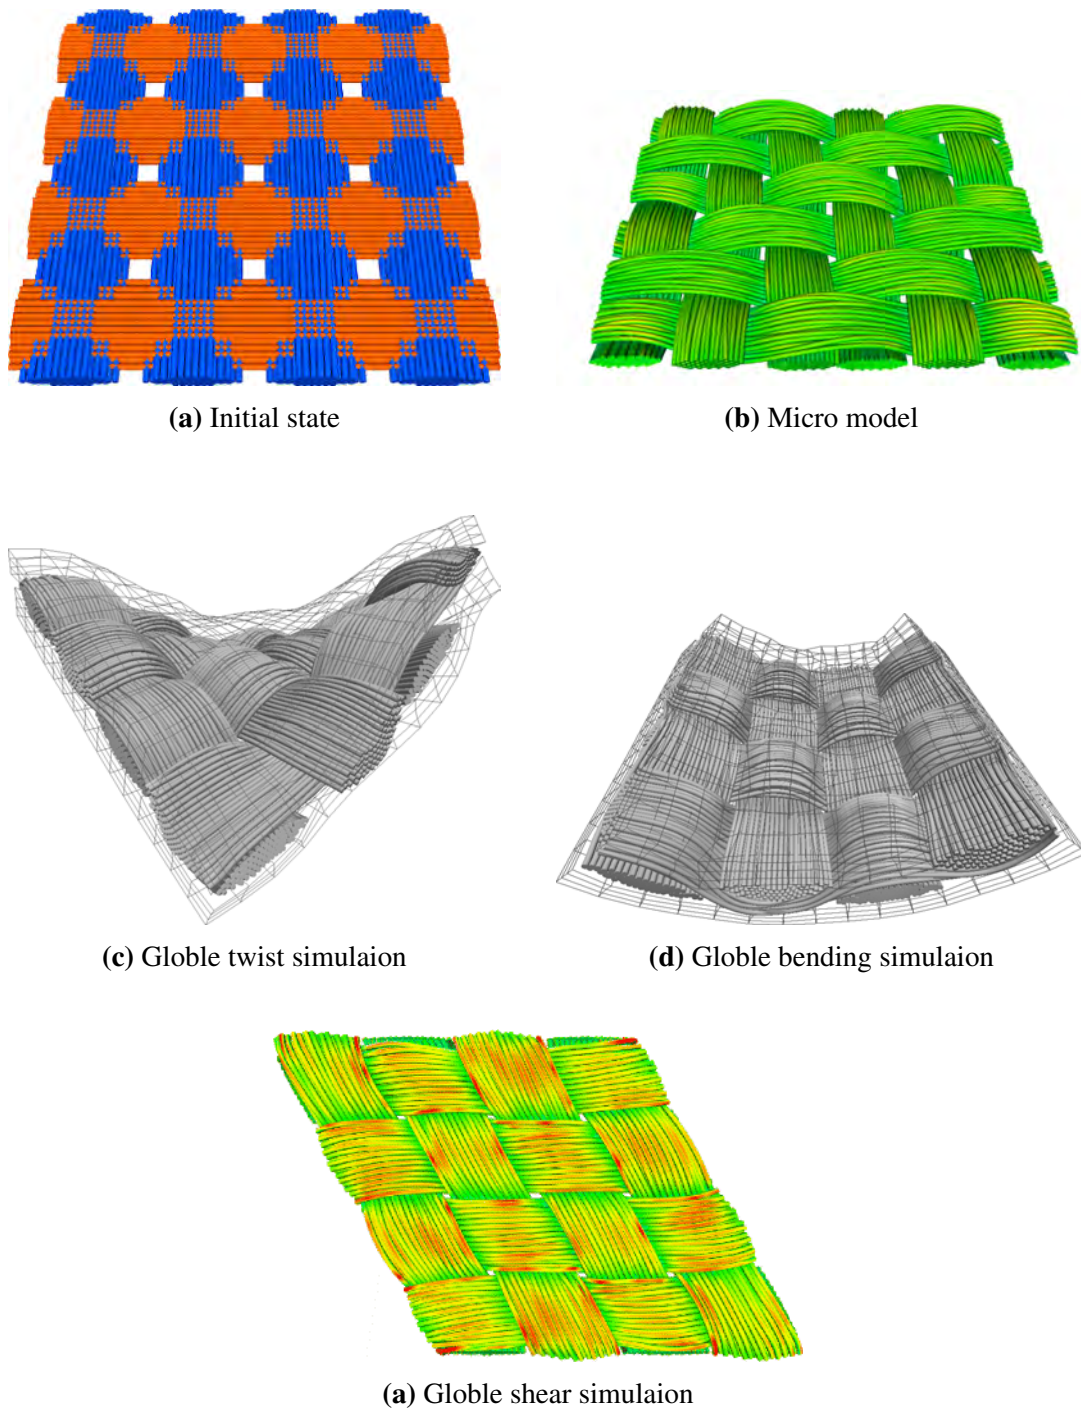 (a) Initial state
(b) Micro model
(c) Globle twist simulaion
(d) Globle bending simulaion
(a) Globle shear simulaion